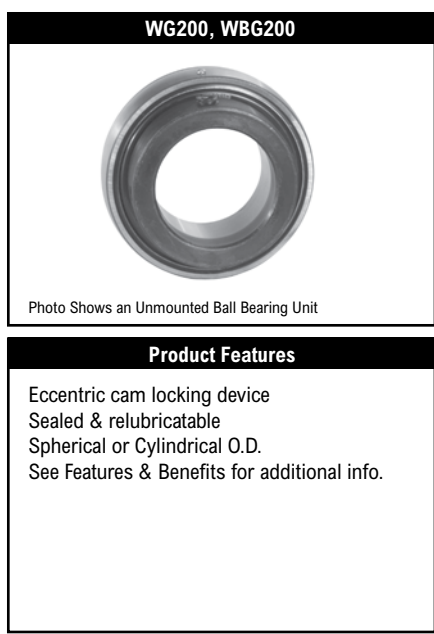 WG200, WBG200
Photo Shows an Unmounted Ball Bearing Unit
Product Features
Eccentric cam locking device
Sealed & relubricatable
Spherical or Cylindrical O.D.
See Features & Benefits for additional info.